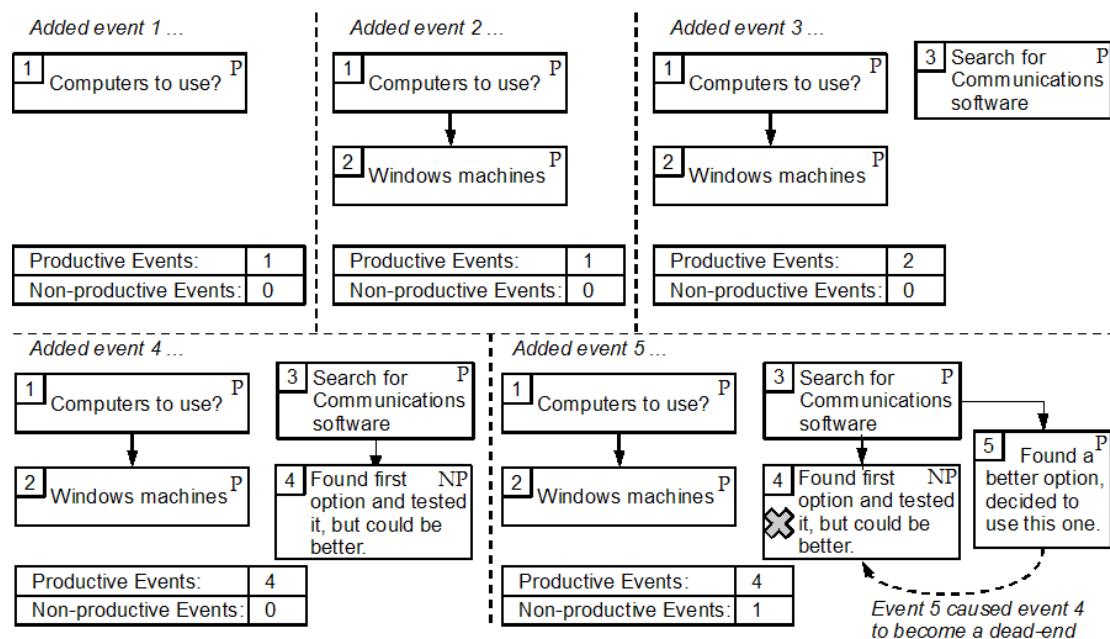 Added event 1 ...
1
P
Computers to use?
Productive Events: 1
Non-productive Events: 0
Added event 2 ...
1
P
Computers to use?
2
P
Windows machines
Productive Events: 1
Non-productive Events: 0
Added event 3 ...
1
P
Computers to use?
2
P
Windows machines
3 Search for P
Communications
software
Productive Events: 2
Non-productive Events: 0
Added event 4 ...
1
P
Computers to use?
2
Windows machines P
3 Search for P
Communications
software
4 Found first NP
option and tested
it, but could be
better.
Productive Events: 4
Non-productive Events: 0
Added event 5 ...
1
P
Computers to use?
2
Windows machines P
3 Search for P
Communications
software
4 Found first NP
option and tested
it, but could be
better.
5 P
Found a
better option,
decided to
use this one.
Productive Events: 4
Non-productive Events: 1
Event 5 caused event 4
to become a dead-end